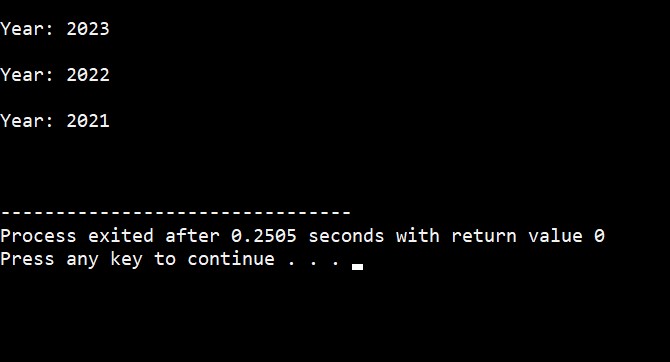 Year: 2023
Year: 2022
Year: 2021
--------------------------------
Process exited after 0.2505 seconds with return value 0
Press any key to continue . . .